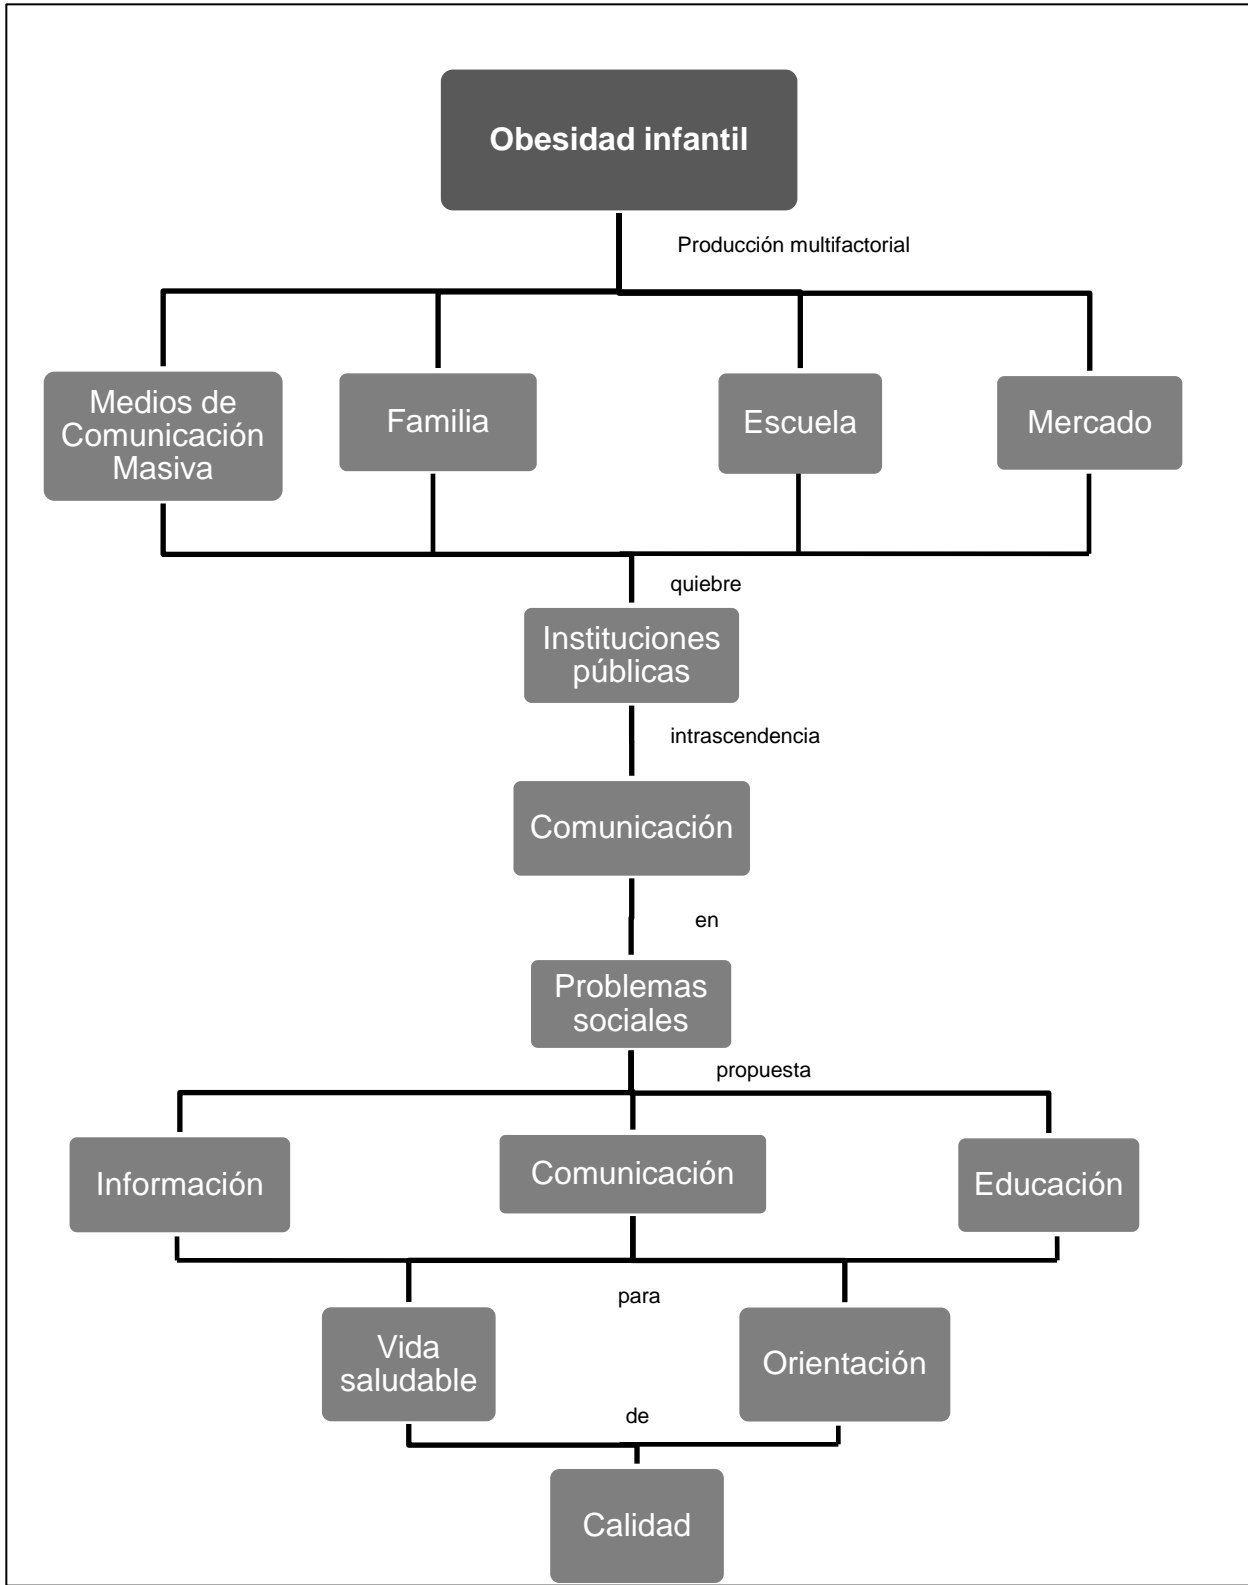 Obesidad infantil
Producción multifactorial
Medios de
Comunicación
Masiva
Familia
Escuela
Mercado
quiebre
Instituciones
públicas
intrascendencia
Comunicación
en
Problemas
sociales
propuesta
Información
Comunicación
Educación
para
Vida
saludable
Orientación
de
Calidad